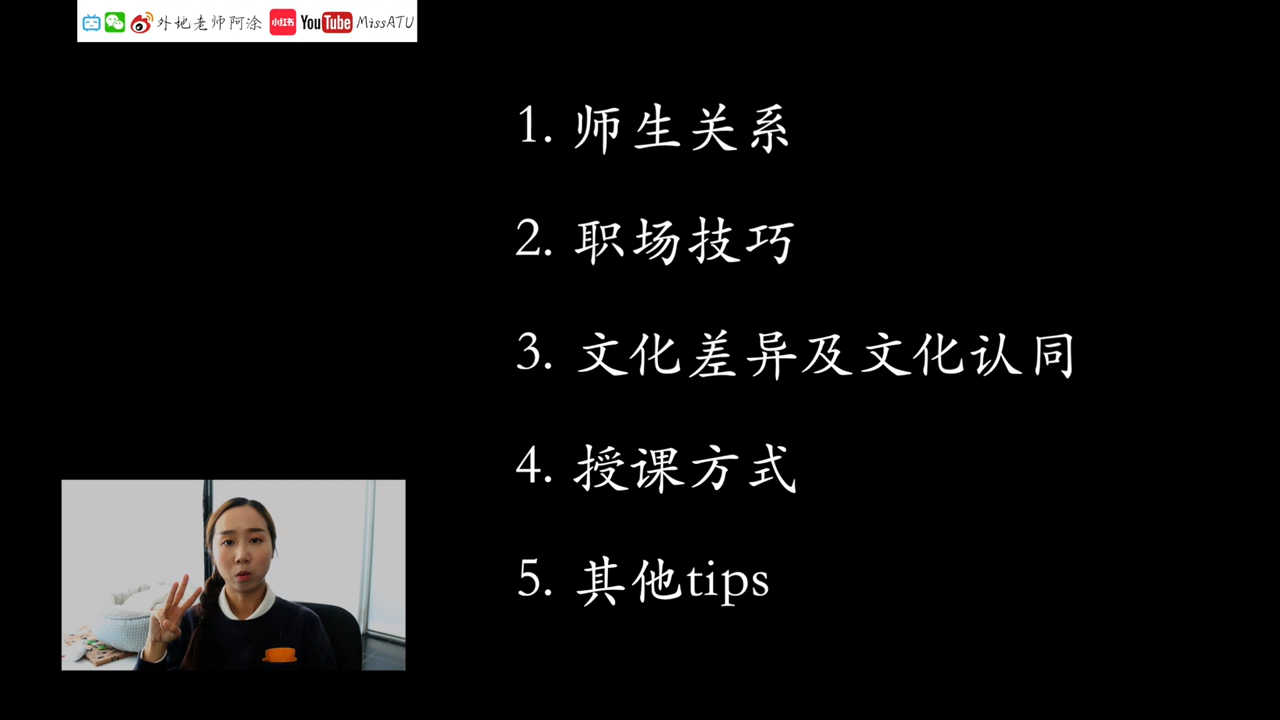 外地老师阿涂 小红书 YouTube MissATU
1. 师生关系
2. 职场技巧
3. 文化差异及文化认同
4. 授课方式
5. 其他tips